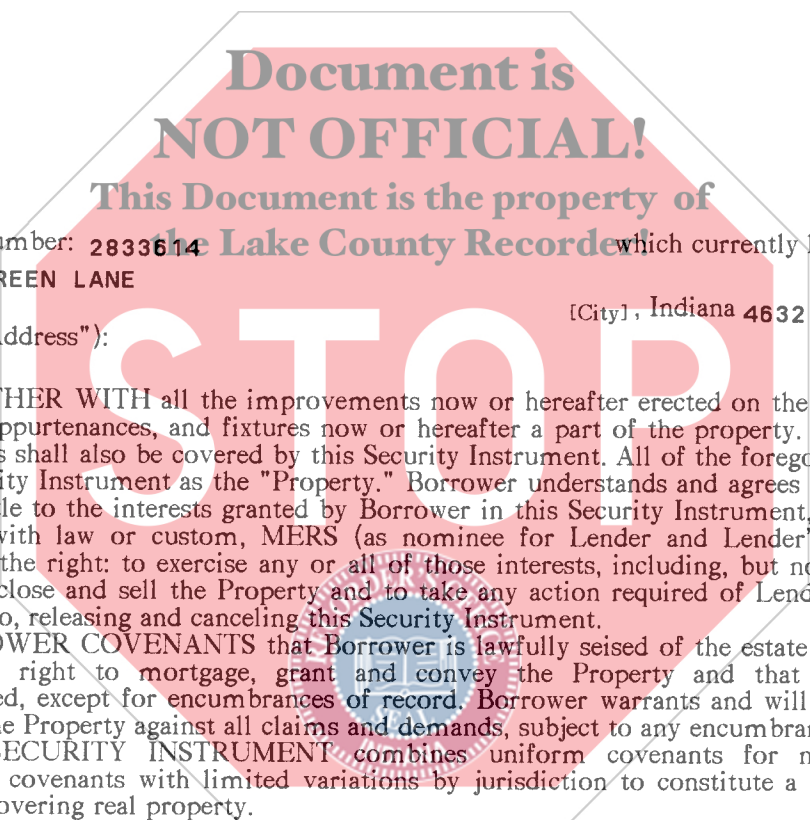 Document is
NOT OFFICIAL!
This Document is the property of
the Lake County Recorder!
umber: 2833614 which currently
REEN LANE
[City], Indiana 4632
ddress"):
STOP
THER WITH all the improvements now or hereafter erected on the
ppurtenances, and fixtures now or hereafter a part of the property.
s shall also be covered by this Security Instrument. All of the forego
ity Instrument as the "Property." Borrower understands and agrees
le to the interests granted by Borrower in this Security Instrument,
with law or custom, MERS (as nominee for Lender and Lender'
the right: to exercise any or all of those interests, including, but no
close and sell the Property and to take any action required of Lend
o, releasing and canceling this Security Instrument.
OWER COVENANTS that Borrower is lawfully seised of the estate
right to mortgage, grant and convey the Property and that
ed, except for encumbrances of record. Borrower warrants and will
he Property against all claims and demands, subject to any encumbran
SECURITY INSTRUMENT combines uniform covenants for n
covenants with limited variations by jurisdiction to constitute a
overing real property.